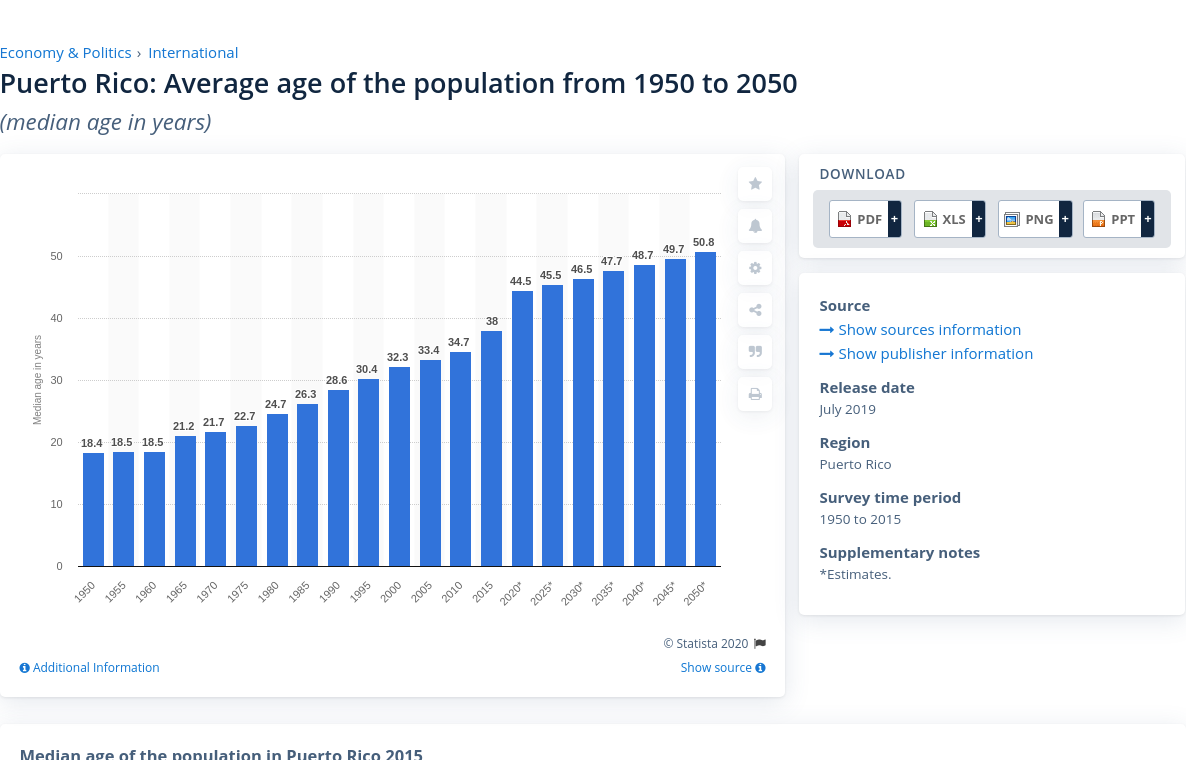 Economy & Politics › International
Puerto Rico: Average age of the population from 1950 to 2050
(median age in years)
Median age in years
50
40
30
20
10
0
18.4
18.5
18.5
21.2
21.7
22.7
24.7
26.3
28.6
30.4
32.3
33.4
34.7
38
44.5
45.5
46.5
47.7
48.7
49.7
50.8
1950
1955
1960
1965
1970
1975
1980
1985
1990
1995
2000
2005
2010
2015
2020*
2025*
2030*
2035*
2040*
2045*
2050*
© Statista 2020
Additional Information
Show source
DOWNLOAD
PDF +
XLS +
PNG +
PPT +
Source
Show sources information
Show publisher information
Release date
July 2019
Region
Puerto Rico
Survey time period
1950 to 2015
Supplementary notes
*Estimates.
Median age of the population in Puerto Rico 2015